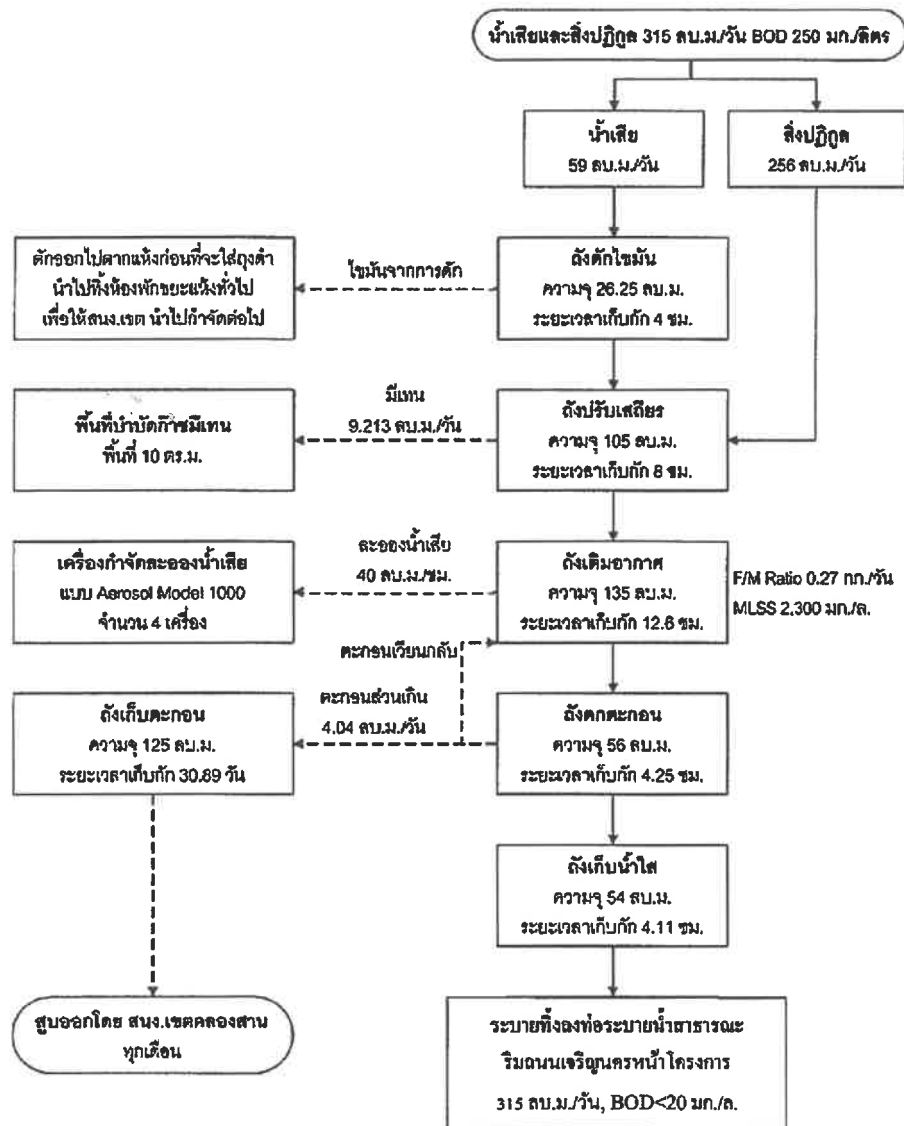 น้ำเสียและสิ่งปฏิกูล 315 ลบ.ม./วัน BOD 250 มก./ลิตร
น้ำเสีย
59 ลบ.ม./วัน
สิ่งปฏิกูล
256 ลบ.ม./วัน
ตักออกไปตากแห้งก่อนที่จะใส่ถุงดำ
นำไปทิ้งห้องพักขยะแห้งทั่วไป
เพื่อให้สนง.เขต นำไปกำจัดต่อไป
ไขมันจากการดัก
ถังดักไขมัน
ความจุ 26.25 ลบ.ม.
ระยะเวลาเก็บกัก 4 ชม.
พื้นที่บำบัดก๊าซมีเทน
พื้นที่ 10 ตร.ม.
มีเทน
9.213 ลบ.ม./วัน
ถังปรับเสถียร
ความจุ 105 ลบ.ม.
ระยะเวลาเก็บกัก 8 ชม.
เครื่องกำจัดละอองน้ำเสีย
แบบ Aerosol Model 1000
จำนวน 4 เครื่อง
ละอองน้ำเสีย
40 ลบ.ม./ชม.
ถังเติมอากาศ
ความจุ 135 ลบ.ม.
ระยะเวลาเก็บกัก 12.6 ชม.
F/M Ratio 0.27 กก./วัน
MLSS 2,300 มก./ล.
ตะกอนเวียนกลับ
ตะกอนส่วนเกิน
4.04 ลบ.ม./วัน
ถังเก็บตะกอน
ความจุ 125 ลบ.ม.
ระยะเวลาเก็บกัก 30.89 วัน
ถังตกตะกอน
ความจุ 56 ลบ.ม.
ระยะเวลาเก็บกัก 4.25 ชม.
ถังเก็บน้ำใส
ความจุ 54 ลบ.ม.
ระยะเวลาเก็บกัก 4.11 ชม.
สูบออกโดย สนง.เขตคลองสาน
ทุกเดือน
ระบายทิ้งลงท่อระบายน้ำสาธารณะ
ริมถนนเจริญนครหน้าโครงการ
315 ลบ.ม./วัน, BOD<20 มก./ล.